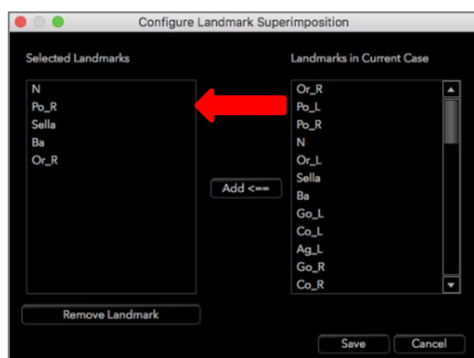 Configure Landmark Superimposition
Selected Landmarks
N
Po_R
Sella
Ba
Or_R
Add <==
Landmarks in Current Case
Or_R
Po_L
Po_R
N
Or_L
Sella
Ba
Go_L
Co_L
Ag_L
Go_R
Co_R
Remove Landmark
Save
Cancel